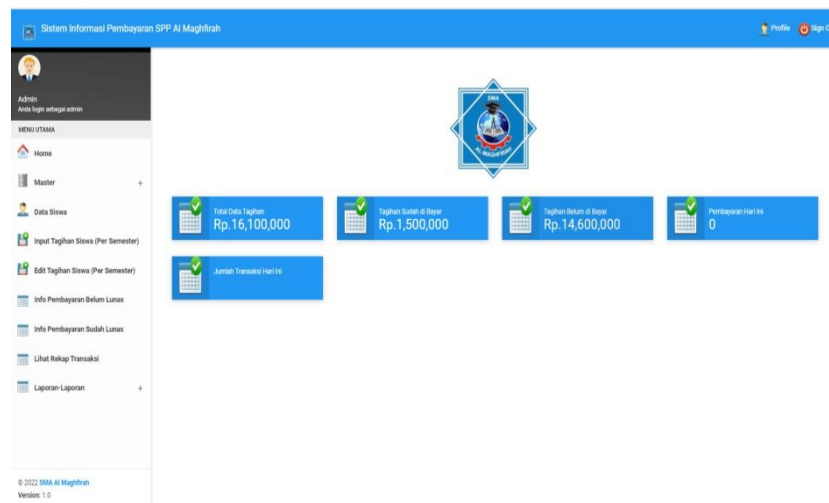 Sistem Informasi Pembayaran SPP Al Maghfirah
Profile
Sign O
Admin
Anda login sebagai admin
MENU UTAMA
Home
Master +
Data Siswa
Input Tagihan Siswa (Per Semester)
Edit Tagihan Siswa (Per Semester)
Info Pembayaran Belum Lunas
Info Pembayaran Sudah Lunas
Lihat Rekap Transaksi
Laporan-Laporan +
SMA
AL-MAGHFIRAH
Total Data Tagihan
Rp.16,100,000
Tagihan Sudah di Bayar
Rp.1,500,000
Tagihan Belum di Bayar
Rp.14,600,000
Pembayaran Hari Ini
0
Jumlah Transaksi Hari Ini
© 2022 SMA Al Maghfirah
Version: 1.0